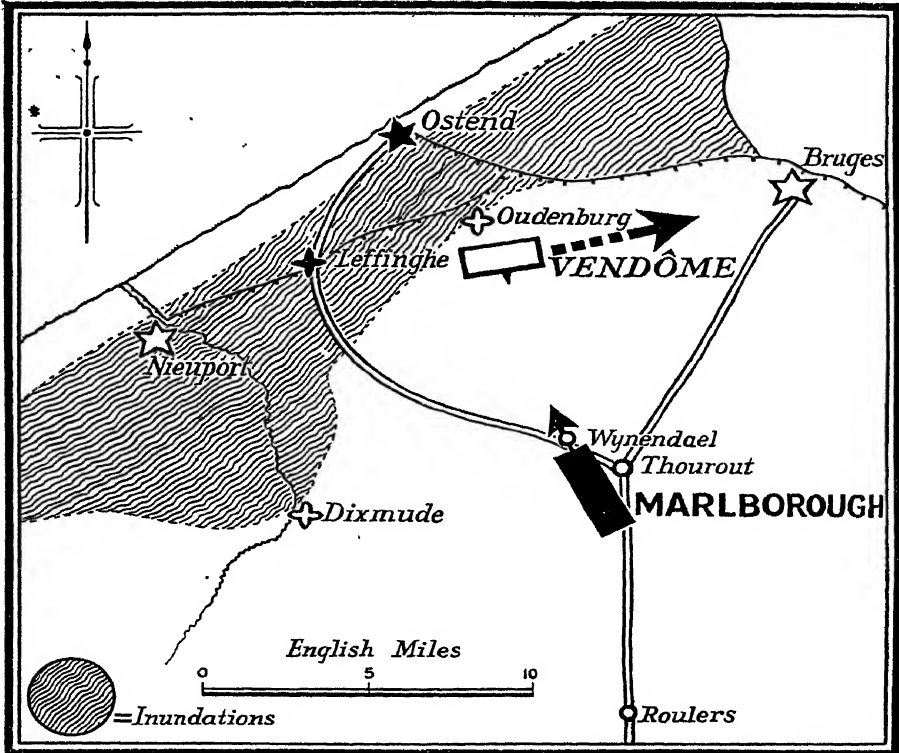 Ostend
Bruges
Oudenburg
Leffinghe
VENDÔME
Nieuport
Wynendael
Thourout
MARLBOROUGH
Dixmude
English Miles
0 5 10
=Inundations
Roulers